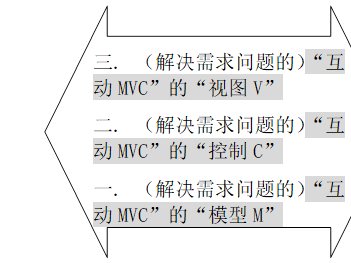 三. （解决需求问题的）“互
动 MVC”的“视图 V”
二. （解决需求问题的）“互
动 MVC”的“控制 C”
一. （解决需求问题的）“互
动 MVC”的“模型 M”